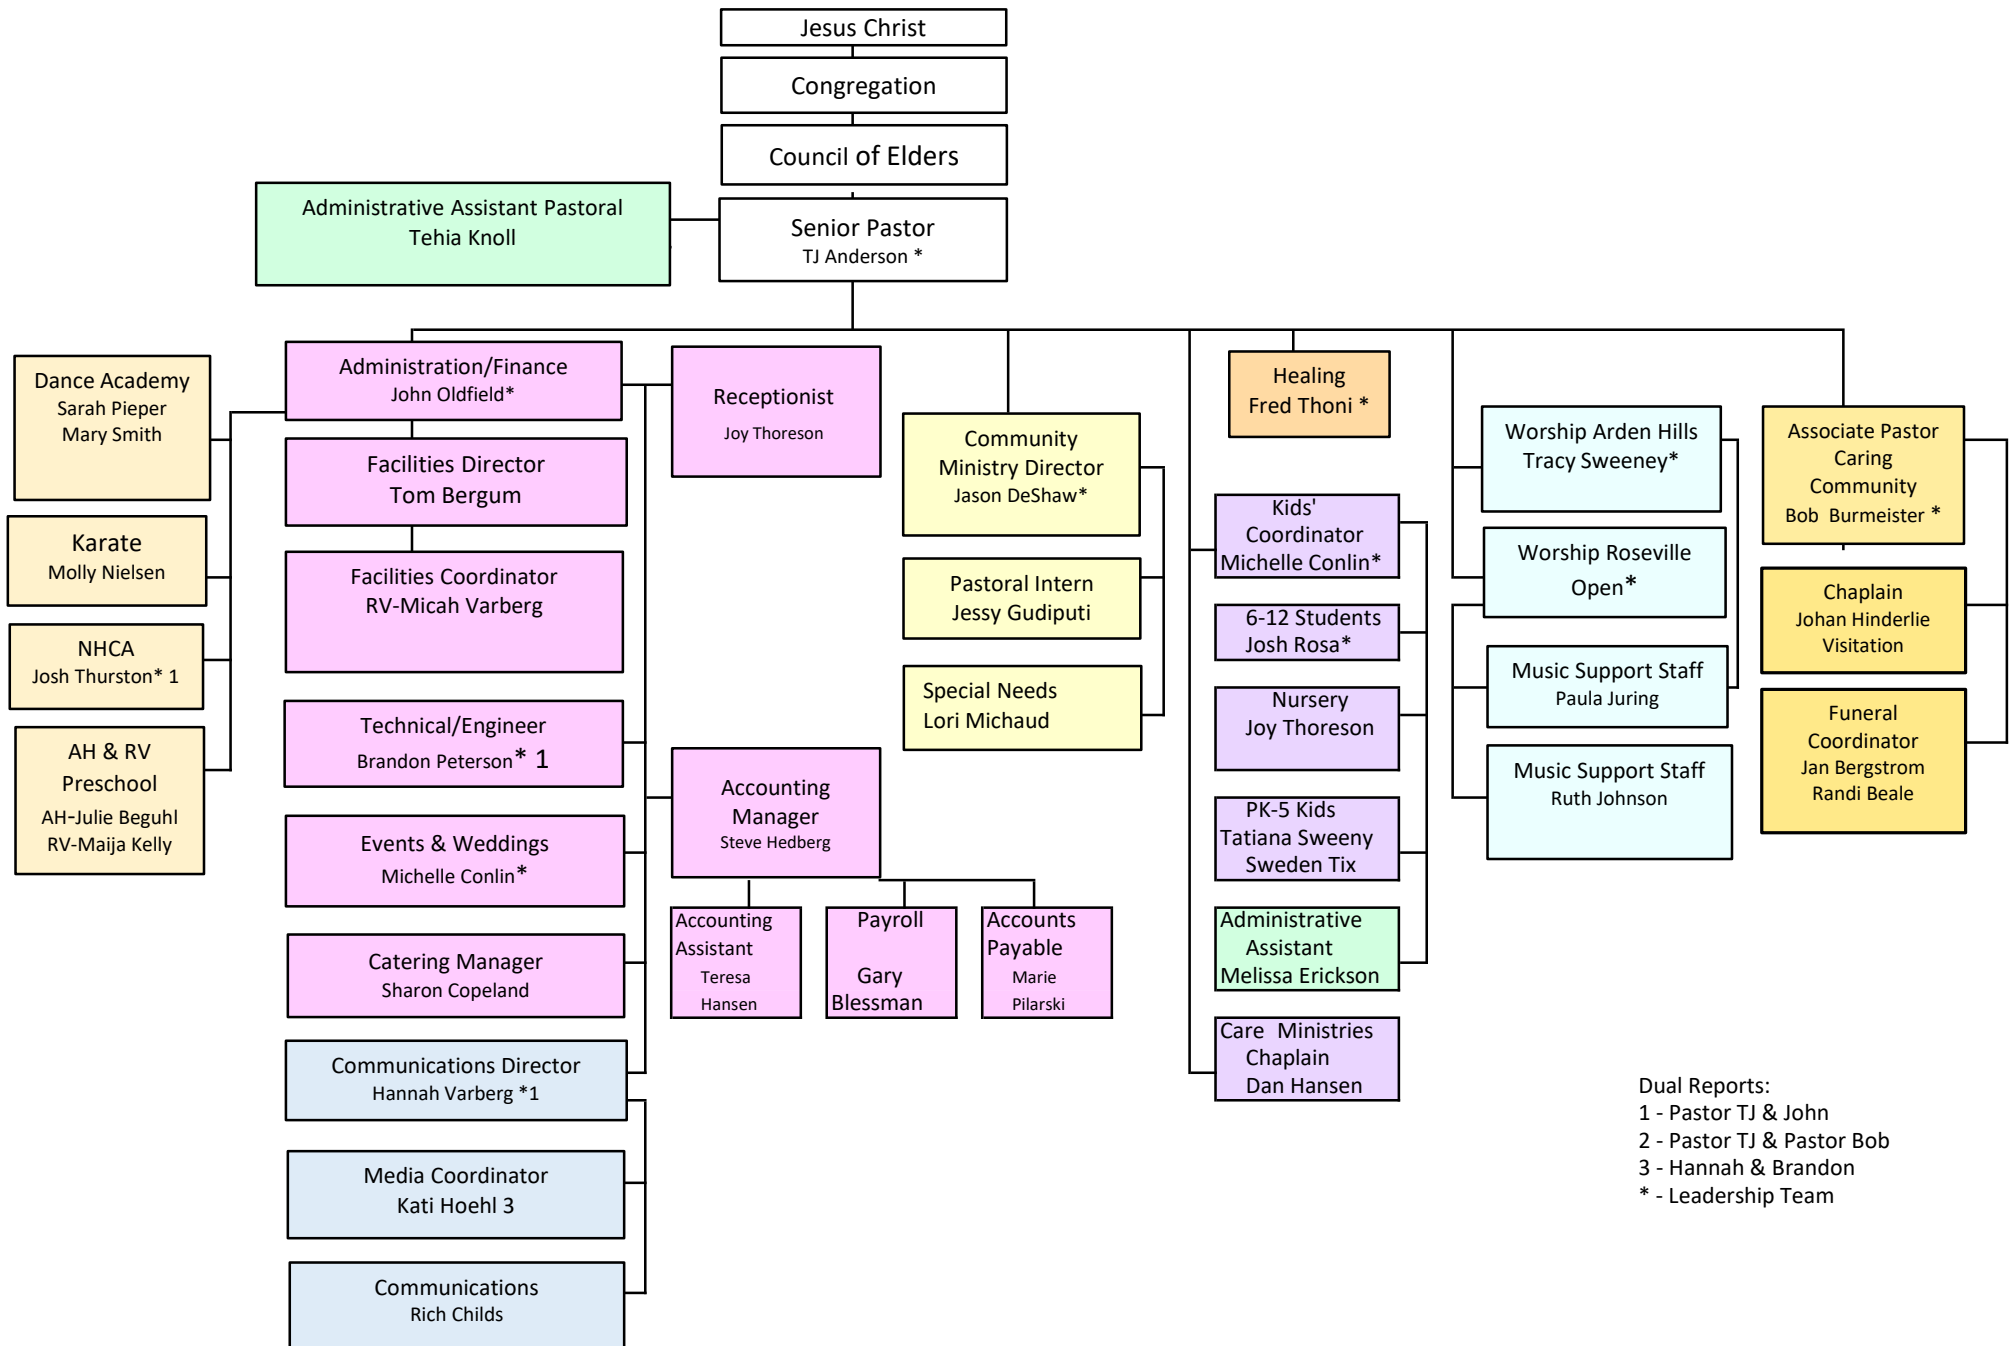 Jesus Christ
Congregation
Council of Elders
Administrative Assistant Pastoral
Tehia Knoll
Senior Pastor
TJ Anderson *
Dance Academy
Sarah Pieper
Mary Smith
Karate
Molly Nielsen
NHCA
Josh Thurston* 1
AH & RV
Preschool
AH-Julie Beguhl
RV-Maija Kelly
Administration/Finance
John Oldfield*
Facilities Director
Tom Bergum
Facilities Coordinator
RV-Micah Varberg
Technical/Engineer
Brandon Peterson* 1
Events & Weddings
Michelle Conlin*
Catering Manager
Sharon Copeland
Communications Director
Hannah Varberg *1
Media Coordinator
Kati Hoehl 3
Communications
Rich Childs
Receptionist
Joy Thoreson
Accounting
Manager
Steve Hedberg
Accounting
Assistant
Teresa
Hansen
Payroll
Gary
Blessman
Accounts
Payable
Marie
Pilarski
Community
Ministry Director
Jason DeShaw*
Pastoral Intern
Jessy Gudiputi
Special Needs
Lori Michaud
Healing
Fred Thoni *
Kids'
Coordinator
Michelle Conlin*
6-12 Students
Josh Rosa*
Nursery
Joy Thoreson
PK-5 Kids
Tatiana Sweeny
Sweden Tix
Administrative
Assistant
Melissa Erickson
Care Ministries
Chaplain
Dan Hansen
Worship Arden Hills
Tracy Sweeney*
Worship Roseville
Open*
Music Support Staff
Paula Juring
Music Support Staff
Ruth Johnson
Associate Pastor
Caring
Community
Bob Burmeister *
Chaplain
Johan Hinderlie
Visitation
Funeral
Coordinator
Jan Bergstrom
Randi Beale
Dual Reports:
1 - Pastor TJ & John
2 - Pastor TJ & Pastor Bob
3 - Hannah & Brandon
* - Leadership Team